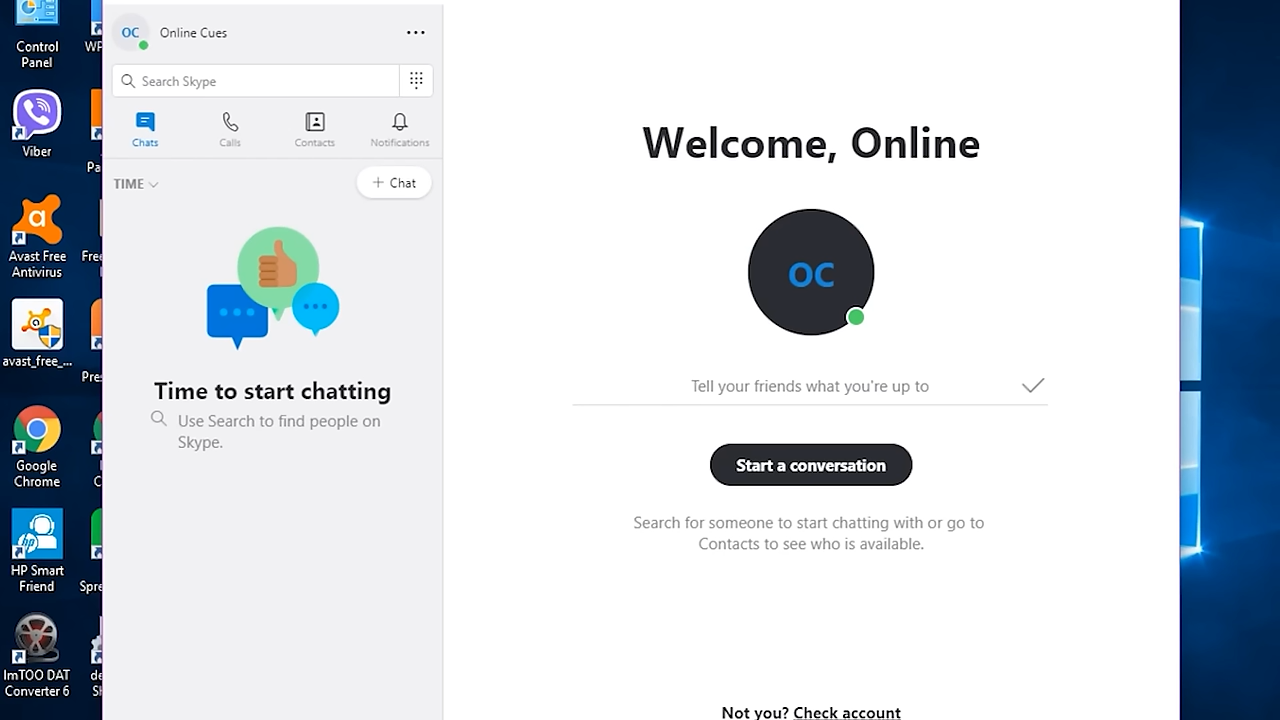 Control
Panel
Viber
Avast Free
Antivirus
avast_free_...
Google
Chrome
HP Smart
Friend
ImTOO DAT
Converter 6
OC
Online Cues
Search Skype
Chats
Calls
Contacts
Notifications
TIME
+ Chat
Time to start chatting
Use Search to find people on
Skype.
Welcome, Online
OC
Tell your friends what you're up to
Start a conversation
Search for someone to start chatting with or go to
Contacts to see who is available.
Not you? Check account